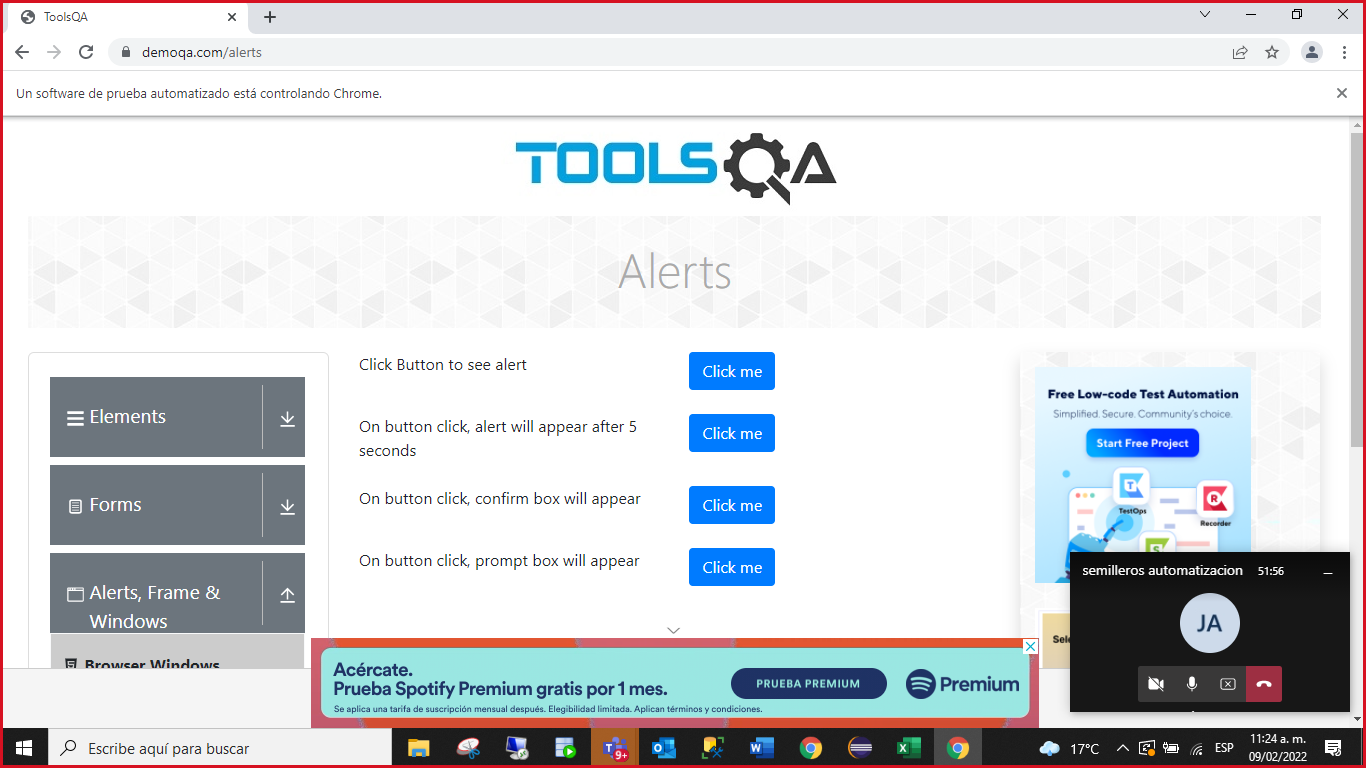 ToolsQA
demoqa.com/alerts
Un software de prueba automatizado está controlando Chrome.
TOOLSQA
Alerts
Elements
Forms
Alerts, Frame &
Windows
Browser Windows
Click Button to see alert
Click me
On button click, alert will appear after 5
seconds
Click me
On button click, confirm box will appear
Click me
On button click, prompt box will appear
Click me
Free Low-code Test Automation
Simplified. Secure. Community's choice.
Start Free Project
TestOps
Recorder
semilleros automatizacion 51:56
JA
Acércate.
Prueba Spotify Premium gratis por 1 mes.
Se aplica una tarifa de suscripción mensual después. Elegibilidad limitada. Aplican términos y condiciones.
PRUEBA PREMIUM
Premium
Escribe aquí para buscar
9+
17°C
ESP
11:24 a. m.
09/02/2022